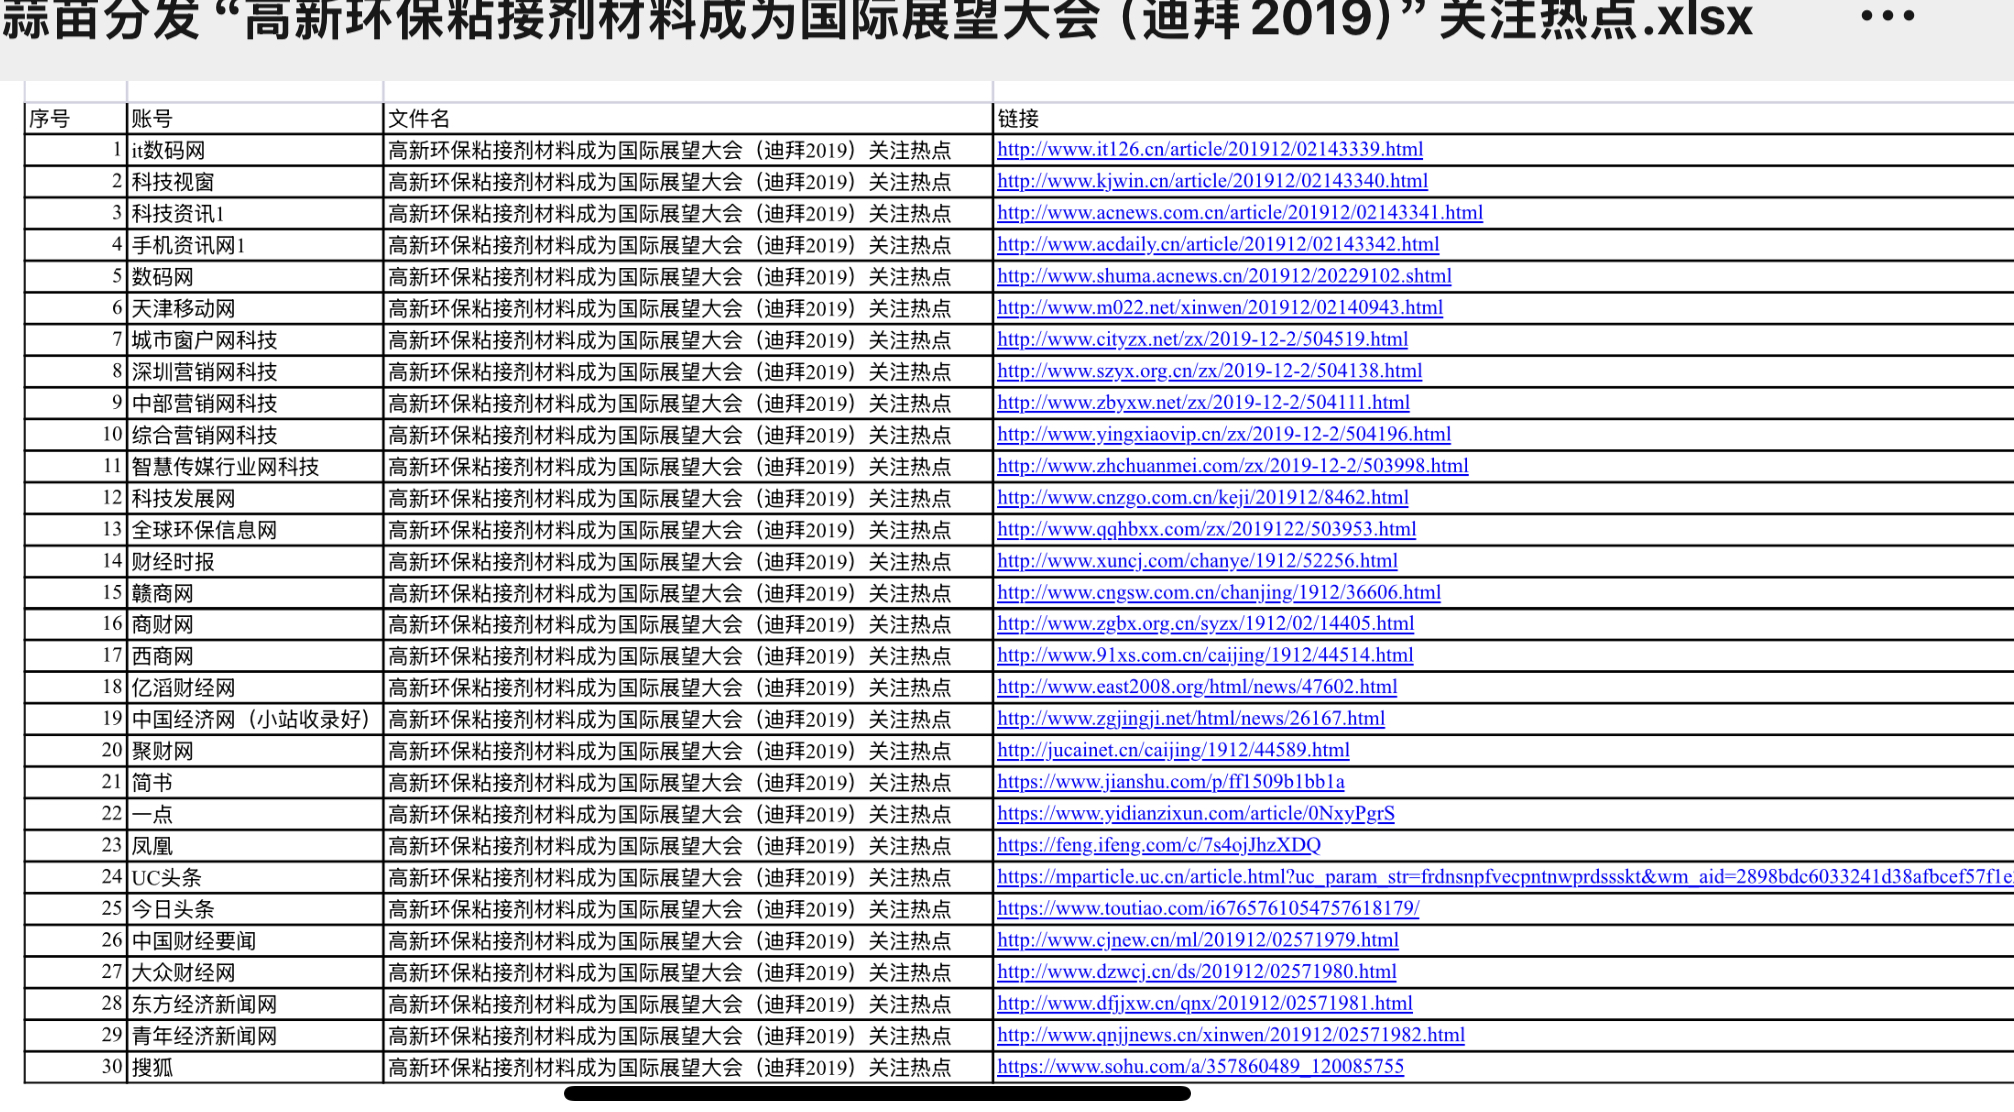 蒜苗分发“高新环保粘接剂材料成为国际展望大会(迪拜2019)”关注热点.xlsx
序号 账号 文件名 链接
1 it数码网 高新环保粘接剂材料成为国际展望大会（迪拜2019）关注热点 http://www.it126.cn/article/201912/02143339.html
2 科技视窗 高新环保粘接剂材料成为国际展望大会（迪拜2019）关注热点 http://www.kjwin.cn/article/201912/02143340.html
3 科技资讯1 高新环保粘接剂材料成为国际展望大会（迪拜2019）关注热点 http://www.acnews.com.cn/article/201912/02143341.html
4 手机资讯网1 高新环保粘接剂材料成为国际展望大会（迪拜2019）关注热点 http://www.acdaily.cn/article/201912/02143342.html
5 数码网 高新环保粘接剂材料成为国际展望大会（迪拜2019）关注热点 http://www.shuma.acnews.cn/201912/20229102.shtml
6 天津移动网 高新环保粘接剂材料成为国际展望大会（迪拜2019）关注热点 http://www.m022.net/xinwen/201912/02140943.html
7 城市窗户网科技 高新环保粘接剂材料成为国际展望大会（迪拜2019）关注热点 http://www.cityzx.net/zx/2019-12-2/504519.html
8 深圳营销网科技 高新环保粘接剂材料成为国际展望大会（迪拜2019）关注热点 http://www.szyx.org.cn/zx/2019-12-2/504138.html
9 中部营销网科技 高新环保粘接剂材料成为国际展望大会（迪拜2019）关注热点 http://www.zbyxw.net/zx/2019-12-2/504111.html
10 综合营销网科技 高新环保粘接剂材料成为国际展望大会（迪拜2019）关注热点 http://www.yingxiaovip.cn/zx/2019-12-2/504196.html
11 智慧传媒行业网科技 高新环保粘接剂材料成为国际展望大会（迪拜2019）关注热点 http://www.zhchuanmei.com/zx/2019-12-2/503998.html
12 科技发展网 高新环保粘接剂材料成为国际展望大会（迪拜2019）关注热点 http://www.cnzgo.com.cn/keji/201912/8462.html
13 全球环保信息网 高新环保粘接剂材料成为国际展望大会（迪拜2019）关注热点 http://www.qqhbxx.com/zx/2019122/503953.html
14 财经时报 高新环保粘接剂材料成为国际展望大会（迪拜2019）关注热点 http://www.xuncj.com/chanye/1912/52256.html
15 赣商网 高新环保粘接剂材料成为国际展望大会（迪拜2019）关注热点 http://www.cngsw.com.cn/chanjing/1912/36606.html
16 商财网 高新环保粘接剂材料成为国际展望大会（迪拜2019）关注热点 http://www.zgbx.org.cn/syzx/1912/02/14405.html
17 西商网 高新环保粘接剂材料成为国际展望大会（迪拜2019）关注热点 http://www.91xs.com.cn/caijing/1912/44514.html
18 亿滔财经网 高新环保粘接剂材料成为国际展望大会（迪拜2019）关注热点 http://www.east2008.org/html/news/47602.html
19 中国经济网（小站收录好） 高新环保粘接剂材料成为国际展望大会（迪拜2019）关注热点 http://www.zgjingji.net/html/news/26167.html
20 聚财网 高新环保粘接剂材料成为国际展望大会（迪拜2019）关注热点 http://jucainet.cn/caijing/1912/44589.html
21 简书 高新环保粘接剂材料成为国际展望大会（迪拜2019）关注热点 https://www.jianshu.com/p/ff1509b1bb1a
22 一点 高新环保粘接剂材料成为国际展望大会（迪拜2019）关注热点 https://www.yidianzixun.com/article/0NxyPgrS
23 凤凰 高新环保粘接剂材料成为国际展望大会（迪拜2019）关注热点 https://feng.ifeng.com/c/7s4ojJhzXDQ
24 UC头条 高新环保粘接剂材料成为国际展望大会（迪拜2019）关注热点 https://mparticle.uc.cn/article.html?uc_param_str=frdnsnpfvecpntnwprdssskt&wm_aid=2898bdc6033241d38afbcef57f1e
25 今日头条 高新环保粘接剂材料成为国际展望大会（迪拜2019）关注热点 https://www.toutiao.com/i6765761054757618179/
26 中国财经要闻 高新环保粘接剂材料成为国际展望大会（迪拜2019）关注热点 http://www.cjnew.cn/ml/201912/02571979.html
27 大众财经网 高新环保粘接剂材料成为国际展望大会（迪拜2019）关注热点 http://www.dzwcj.cn/ds/201912/02571980.html
28 东方经济新闻网 高新环保粘接剂材料成为国际展望大会（迪拜2019）关注热点 http://www.dfjjxw.cn/qnx/201912/02571981.html
29 青年经济新闻网 高新环保粘接剂材料成为国际展望大会（迪拜2019）关注热点 http://www.qnjjnews.cn/xinwen/201912/02571982.html
30 搜狐 高新环保粘接剂材料成为国际展望大会（迪拜2019）关注热点 https://www.sohu.com/a/357860489_120085755